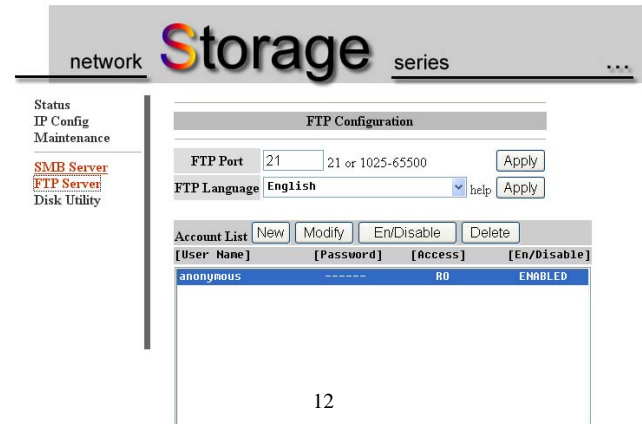 network Storage series ...
Status
IP Config
Maintenance
SMB Server
FTP Server
Disk Utility
FTP Configuration
FTP Port 21 21 or 1025-65500 Apply
FTP Language English help Apply
Account List New Modify En/Disable Delete
[User Name] [Password] [Access] [En/Disable]
anonymous ------ RO ENABLED
12